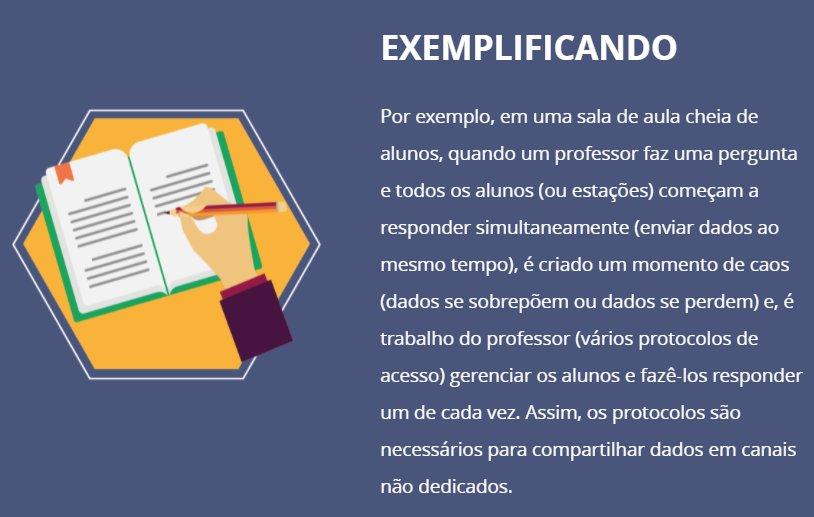 EXEMPLIFICANDO
Por exemplo, em uma sala de aula cheia de
alunos, quando um professor faz uma pergunta
e todos os alunos (ou estações) começam a
responder simultaneamente (enviar dados ao
mesmo tempo), é criado um momento de caos
(dados se sobrepõem ou dados se perdem) e, é
trabalho do professor (vários protocolos de
acesso) gerenciar os alunos e fazê-los responder
um de cada vez. Assim, os protocolos são
necessários para compartilhar dados em canais
não dedicados.